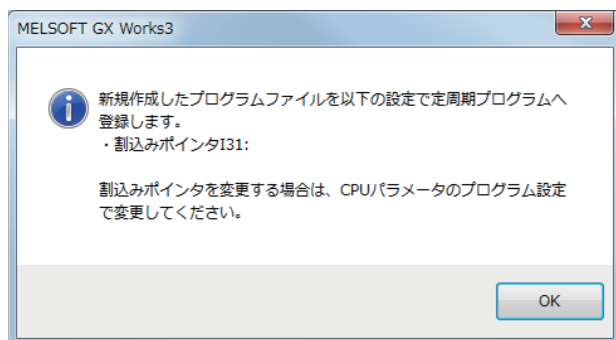 MELSOFT GX Works3
新規作成したプログラムファイルを以下の設定で定周期プログラムへ
登録します。
・割込みポインタI31:
割込みポインタを変更する場合は、CPUパラメータのプログラム設定
で変更してください。
OK